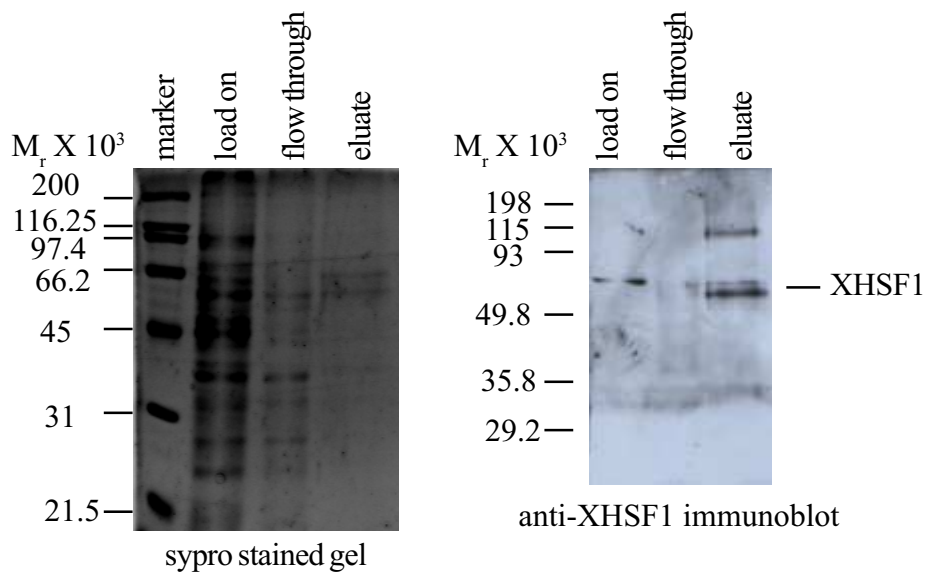 marker
load on
flow through
eluate
Mr X 10³
200
116.25
97.4
66.2
45
31
21.5
sypro stained gel
load on
flow through
eluate
Mr X 10³
198
115
93
49.8
35.8
29.2
XHSF1
anti-XHSF1 immunoblot